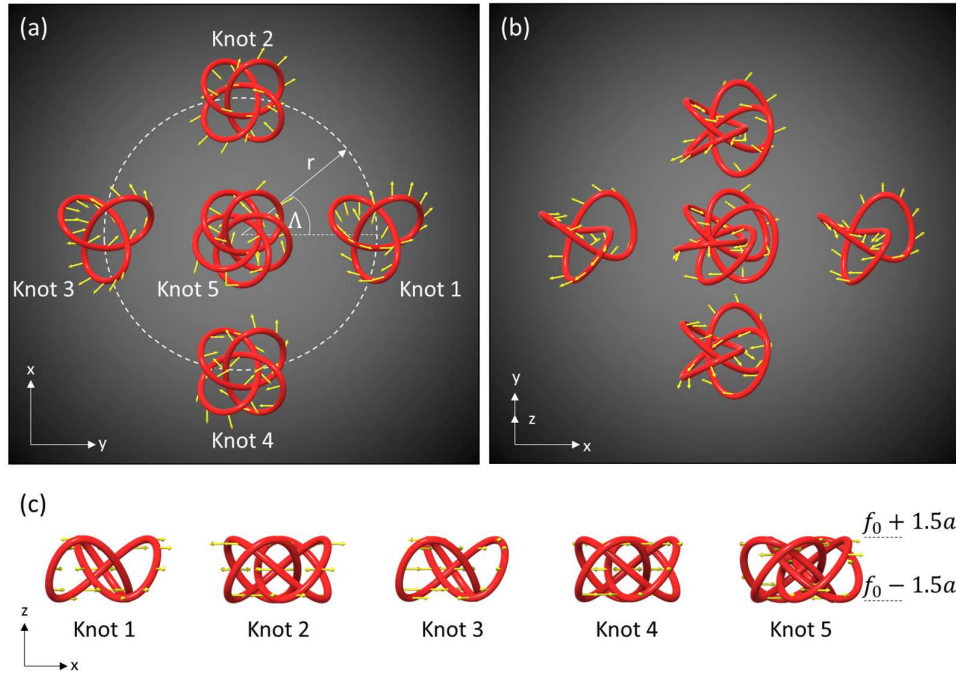 (a)
Knot 2
r
Λ
Knot 3
Knot 5
Knot 1
x
y
Knot 4
(b)
y
z
x
(c)
f₀ + 1.5a
f₀ − 1.5a
z
x
Knot 1
Knot 2
Knot 3
Knot 4
Knot 5